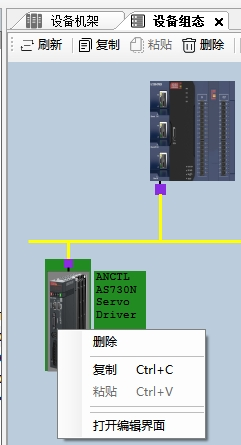 设备机架 设备组态
刷新 复制 粘贴 删除
ANCTL
AS730N
Servo
Driver
删除
复制 Ctrl+C
粘贴 Ctrl+V
打开编辑界面